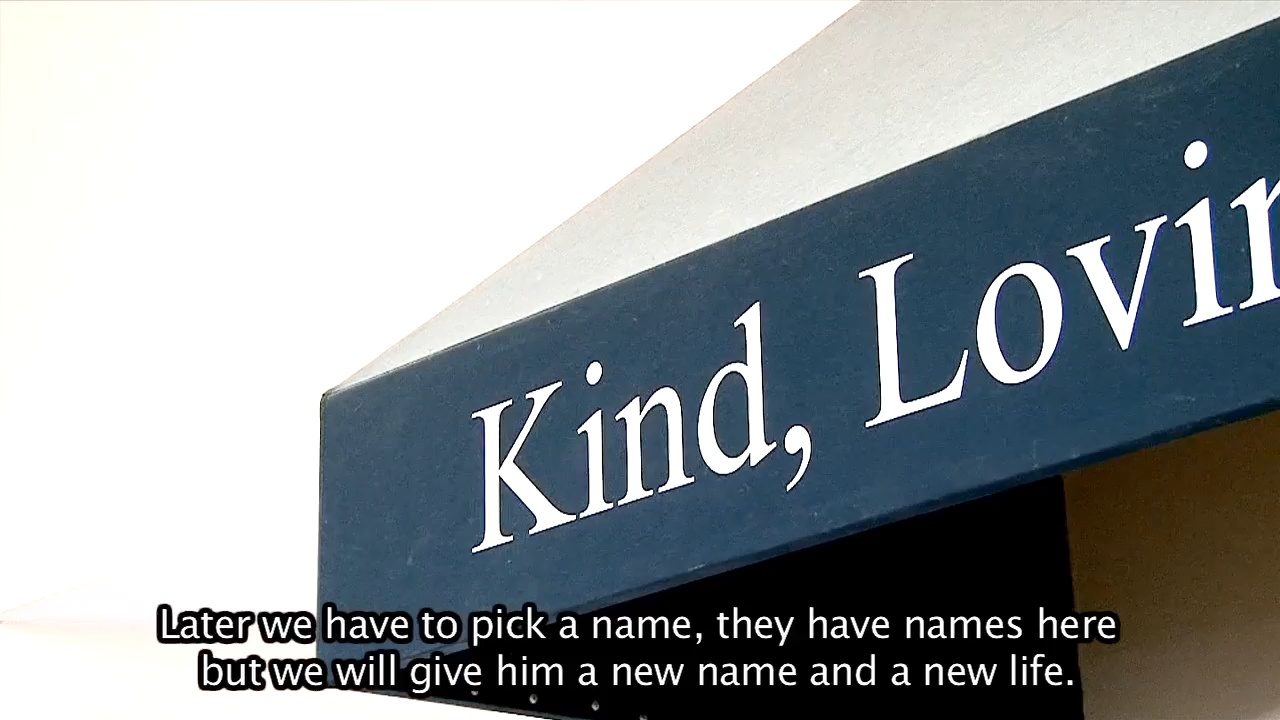 Kind, Lovin
Later we have to pick a name, they have names here
but we will give him a new name and a new life.